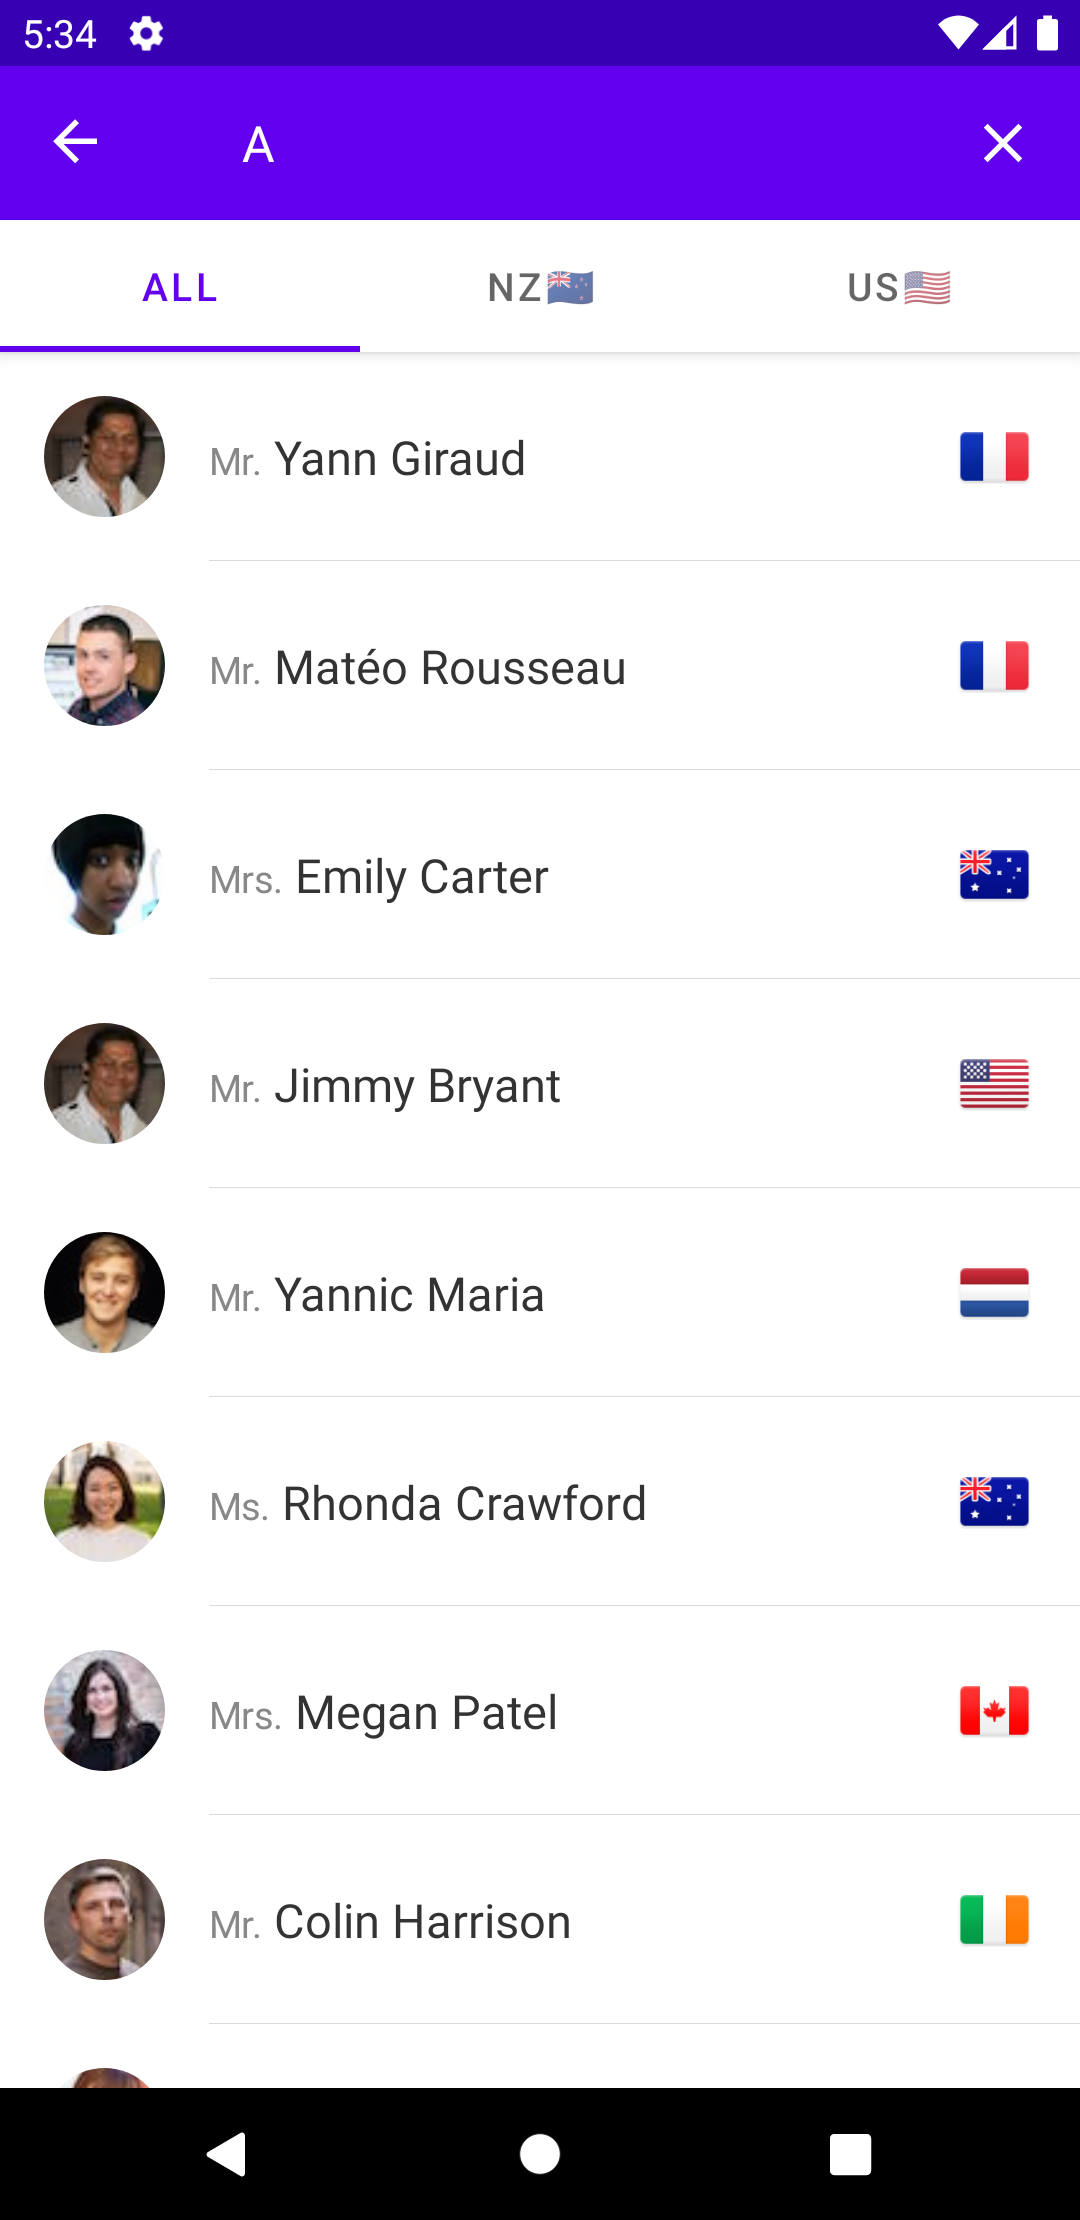 5:34
A
ALL NZ🇳🇿 US🇺🇸
Mr. Yann Giraud
Mr. Matéo Rousseau
Mrs. Emily Carter
Mr. Jimmy Bryant
Mr. Yannic Maria
Ms. Rhonda Crawford
Mrs. Megan Patel
Mr. Colin Harrison